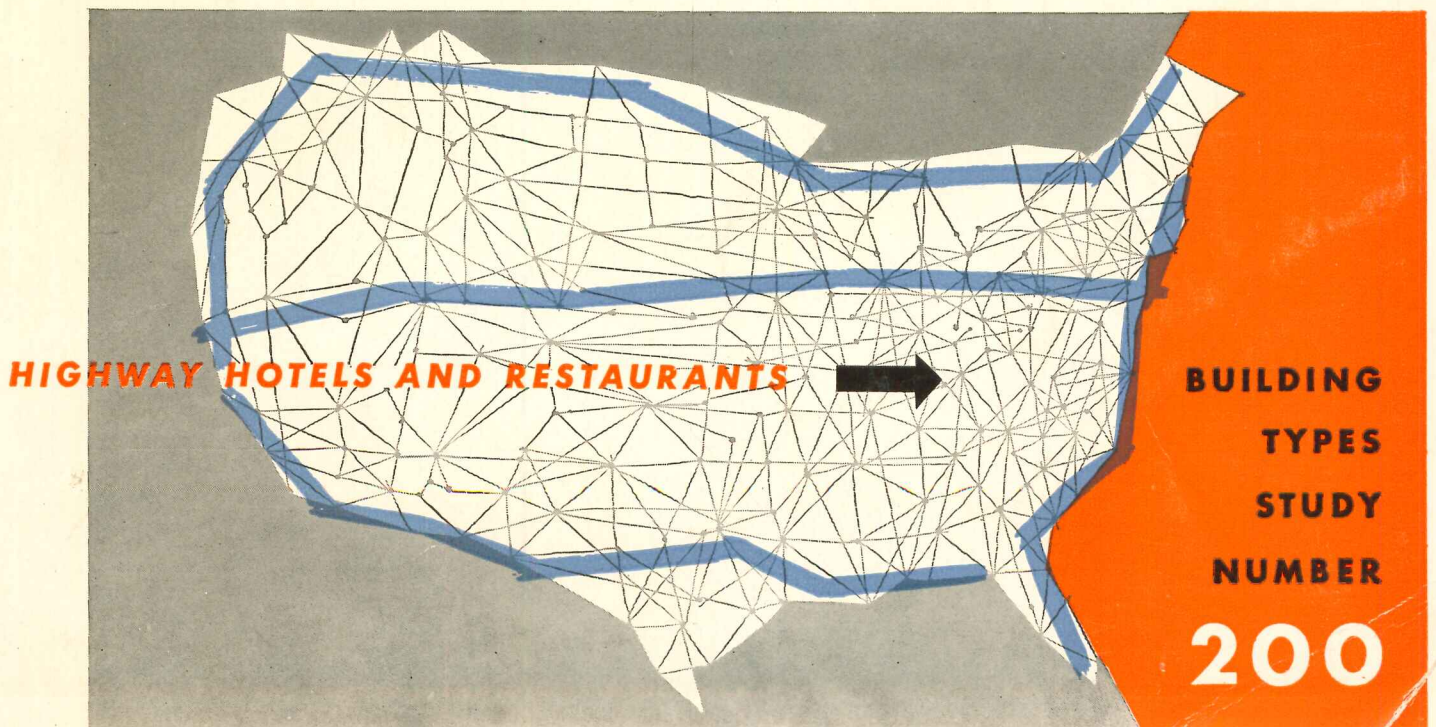 HIGHWAY HOTELS AND RESTAURANTS
BUILDING
TYPES
STUDY
NUMBER
200